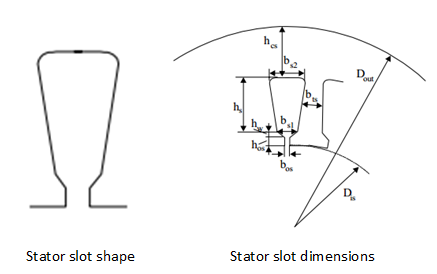 hcs
bs2
Dout
bts
hs
hw
bs1
hos
bos
Dis
Stator slot shape
Stator slot dimensions